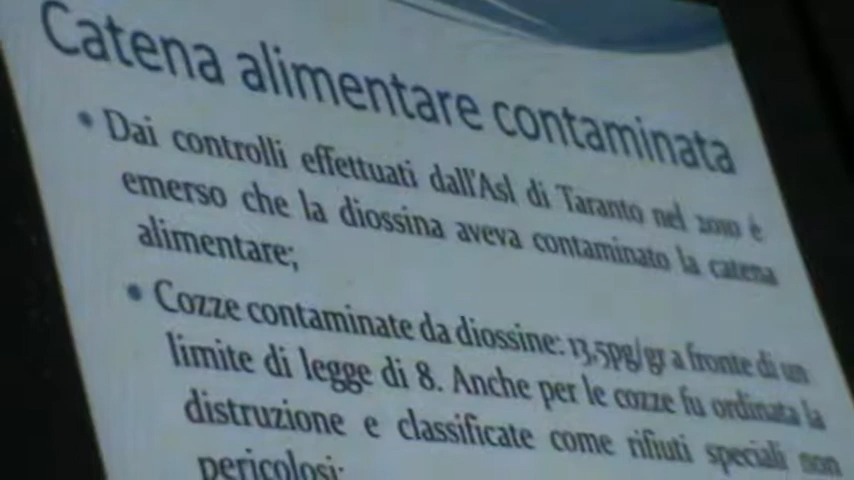 Catena alimentare contaminata
• Dai controlli effettuati dall'Asl di Taranto nel 2010 è
emerso che la diossina aveva contaminato la catena
alimentare;
• Cozze contaminate da diossine: 13,5pg/gr a fronte di un
limite di legge di 8. Anche per le cozze fu ordinata la
distruzione e classificate come rifiuti speciali non
pericolosi;